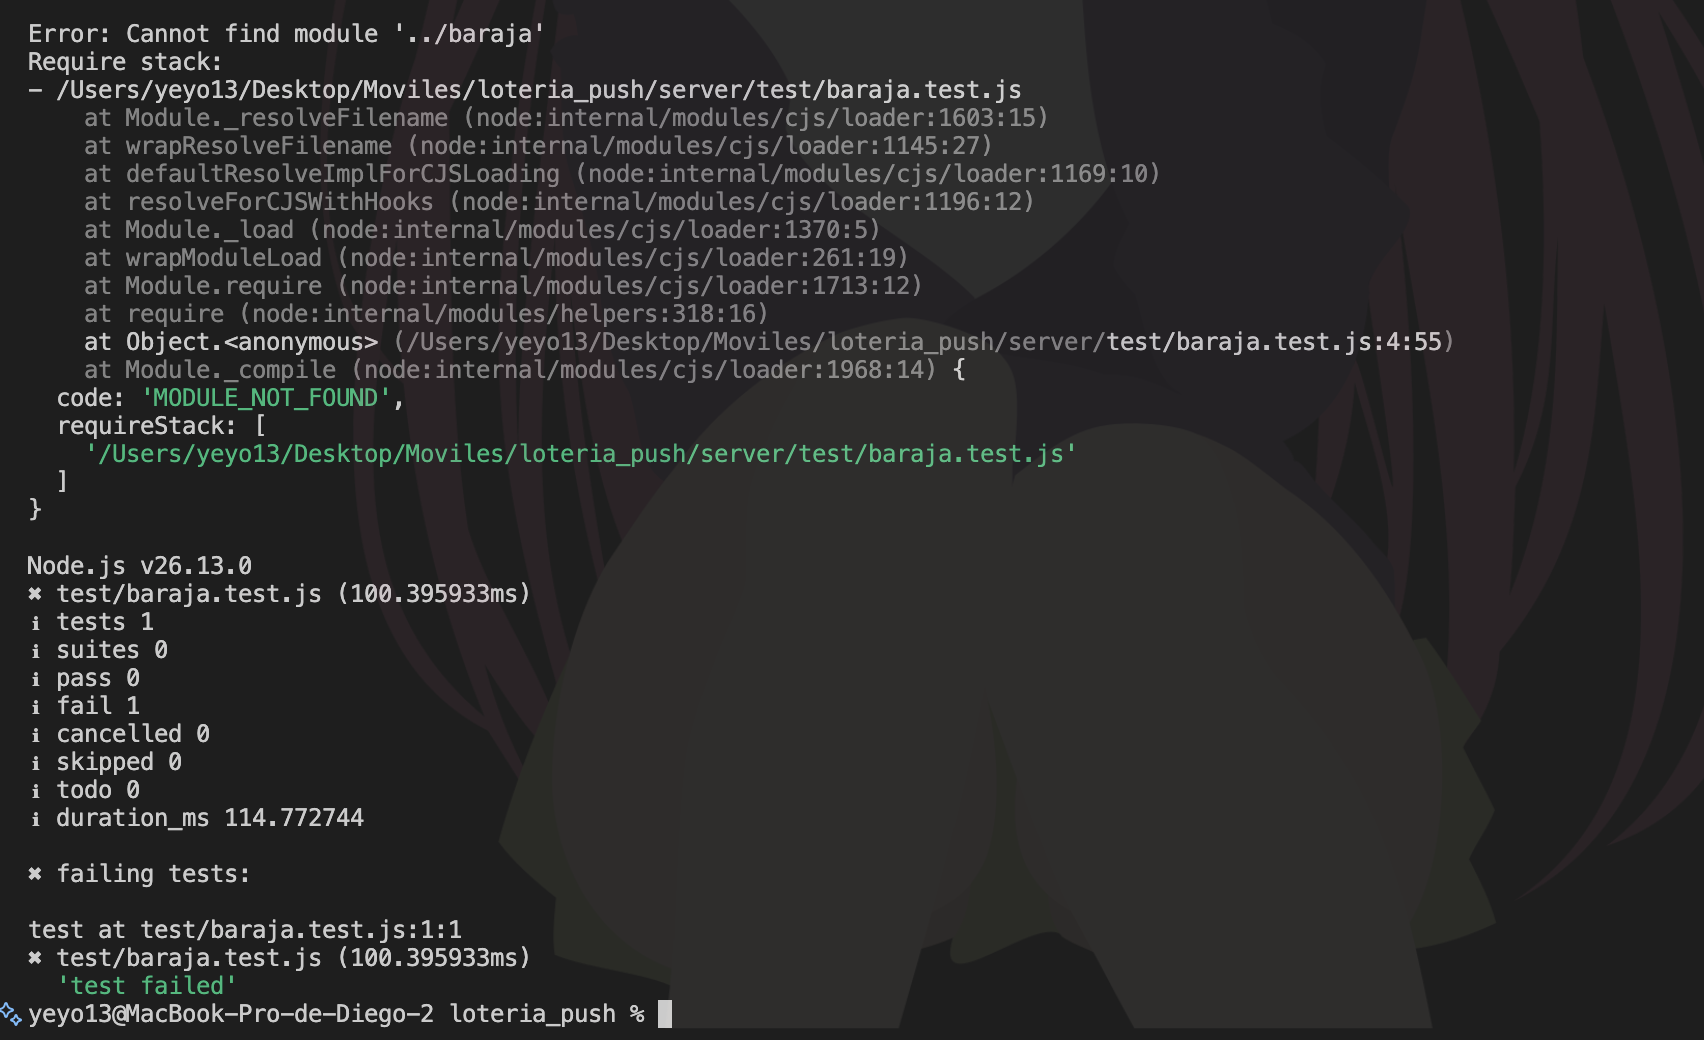 Error: Cannot find module '../baraja'
Require stack:
- /Users/yeyo13/Desktop/Moviles/loteria_push/server/test/baraja.test.js
    at Module._resolveFilename (node:internal/modules/cjs/loader:1603:15)
    at wrapResolveFilename (node:internal/modules/cjs/loader:1145:27)
    at defaultResolveImplForCJSLoading (node:internal/modules/cjs/loader:1169:10)
    at resolveForCJSWithHooks (node:internal/modules/cjs/loader:1196:12)
    at Module._load (node:internal/modules/cjs/loader:1370:5)
    at wrapModuleLoad (node:internal/modules/cjs/loader:261:19)
    at Module.require (node:internal/modules/cjs/loader:1713:12)
    at require (node:internal/modules/helpers:318:16)
    at Object.<anonymous> (/Users/yeyo13/Desktop/Moviles/loteria_push/server/test/baraja.test.js:4:55)
    at Module._compile (node:internal/modules/cjs/loader:1968:14) {
  code: 'MODULE_NOT_FOUND',
  requireStack: [
    '/Users/yeyo13/Desktop/Moviles/loteria_push/server/test/baraja.test.js'
  ]
}
Node.js v26.13.0
✖ test/baraja.test.js (100.395933ms)
ℹ tests 1
ℹ suites 0
ℹ pass 0
ℹ fail 1
ℹ cancelled 0
ℹ skipped 0
ℹ todo 0
ℹ duration_ms 114.772744
✖ failing tests:
test at test/baraja.test.js:1:1
✖ test/baraja.test.js (100.395933ms)
  'test failed'
yeyo13@MacBook-Pro-de-Diego-2 loteria_push %